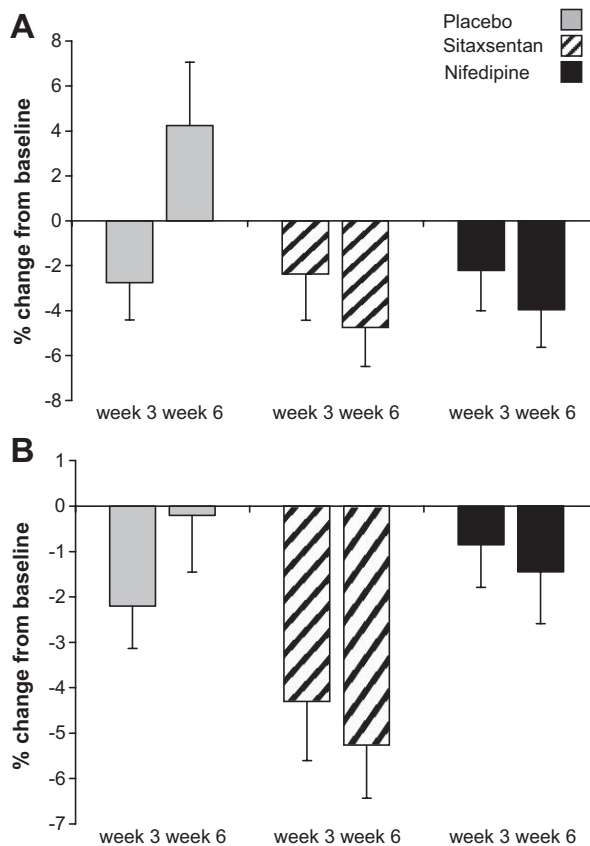 A
Placebo
Sitaxsentan
Nifedipine
% change from baseline
8
6
4
2
0
-2
-4
-6
-8
week 3 week 6 week 3 week 6 week 3 week 6
B
% change from baseline
1
0
-1
-2
-3
-4
-5
-6
-7
week 3 week 6 week 3 week 6 week 3 week 6